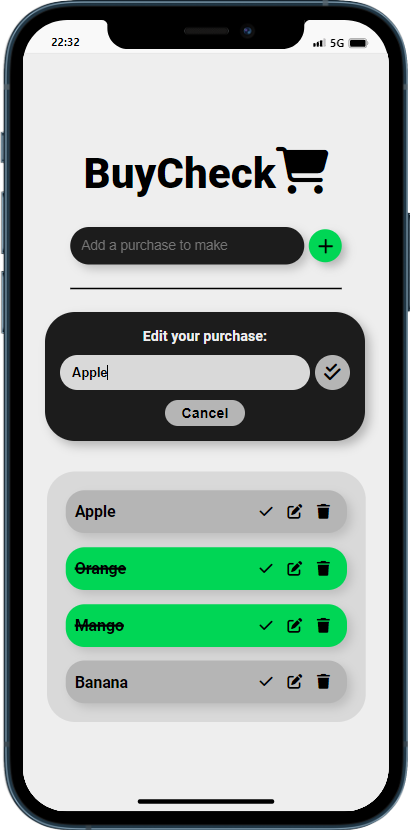 22:32
5G
BuyCheck
Add a purchase to make
Edit your purchase:
Apple
Cancel
Apple
Orange
Mango
Banana